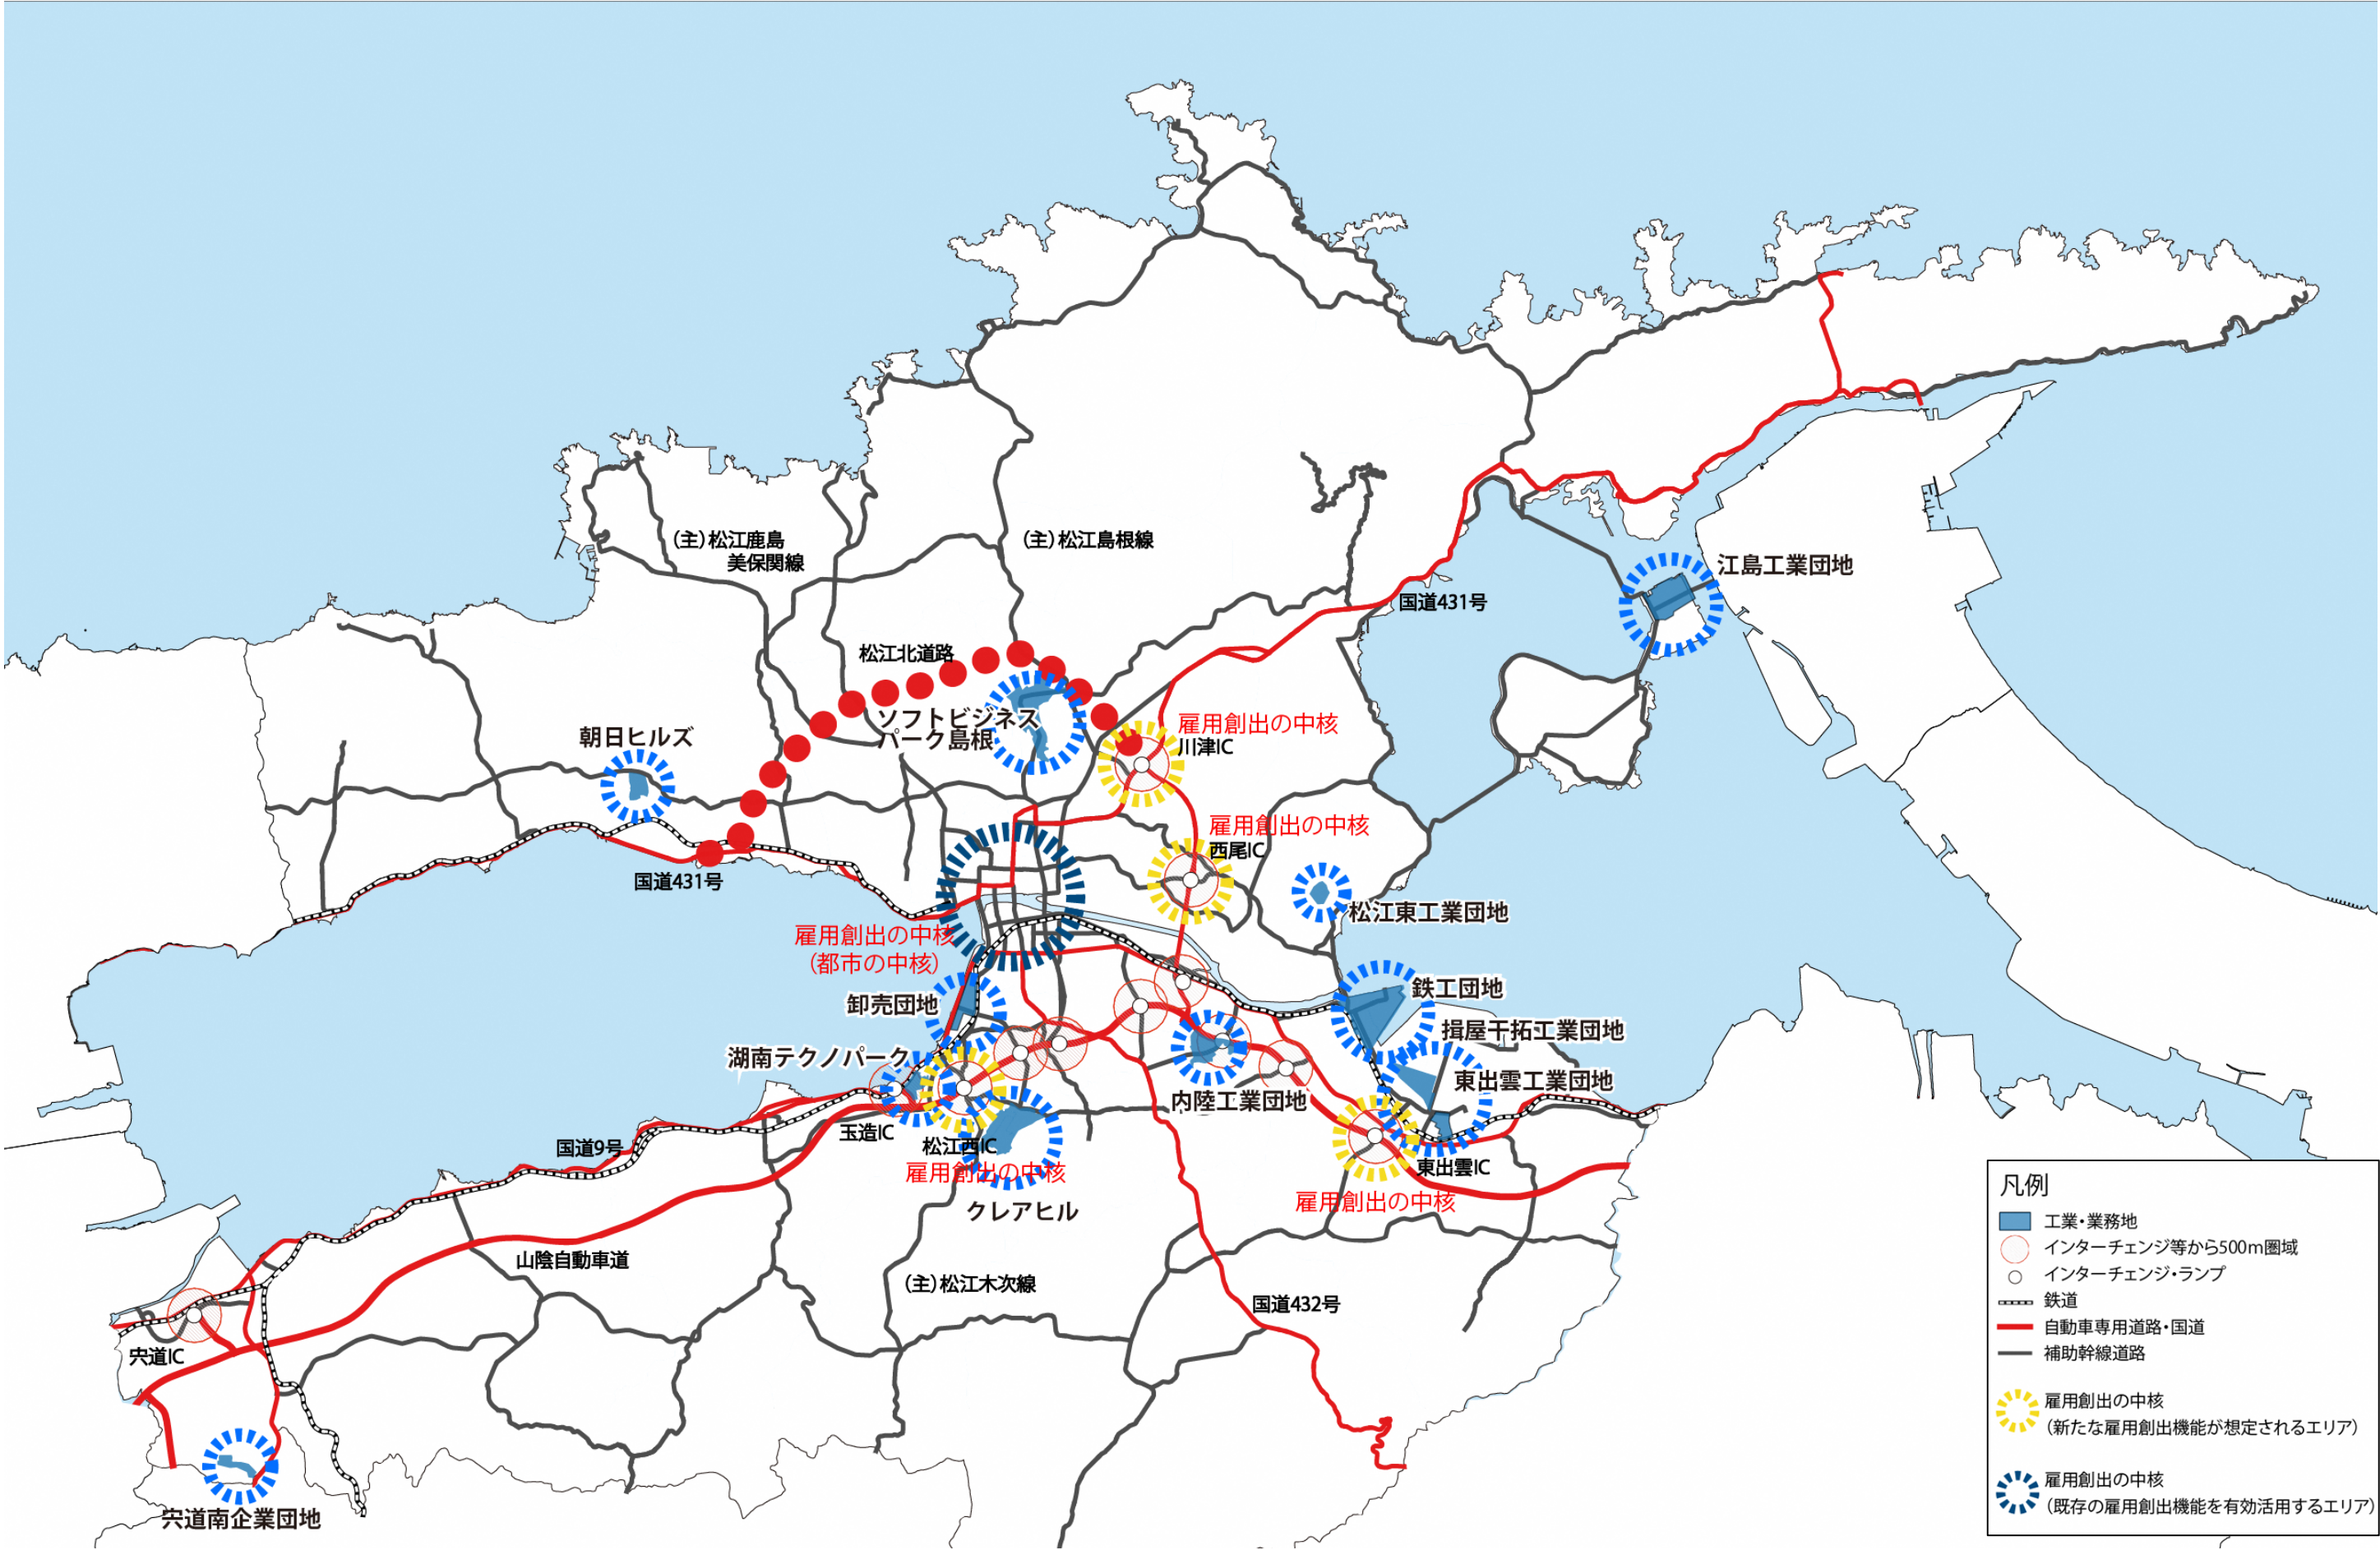 (主)松江鹿島
美保関線
(主)松江島根線
江島工業団地
国道431号
松江北道路
ソフトビジネス
パーク島根
朝日ヒルズ
雇用創出の中核
川津IC
雇用創出の中核
西尾IC
国道431号
松江東工業団地
雇用創出の中核
(都市の中核)
卸売団地
鉄工団地
揖屋干拓工業団地
湖南テクノパーク
東出雲工業団地
内陸工業団地
玉造IC
松江西IC
国道9号
雇用創出の中核
東出雲IC
雇用創出の中核
クレアヒル
山陰自動車道
(主)松江木次線
国道432号
宍道IC
宍道南企業団地
凡例
工業・業務地
インターチェンジ等から500m圏域
インターチェンジ・ランプ
鉄道
自動車専用道路・国道
補助幹線道路
雇用創出の中核
(新たな雇用創出機能が想定されるエリア)
雇用創出の中核
(既存の雇用創出機能を有効活用するエリア)